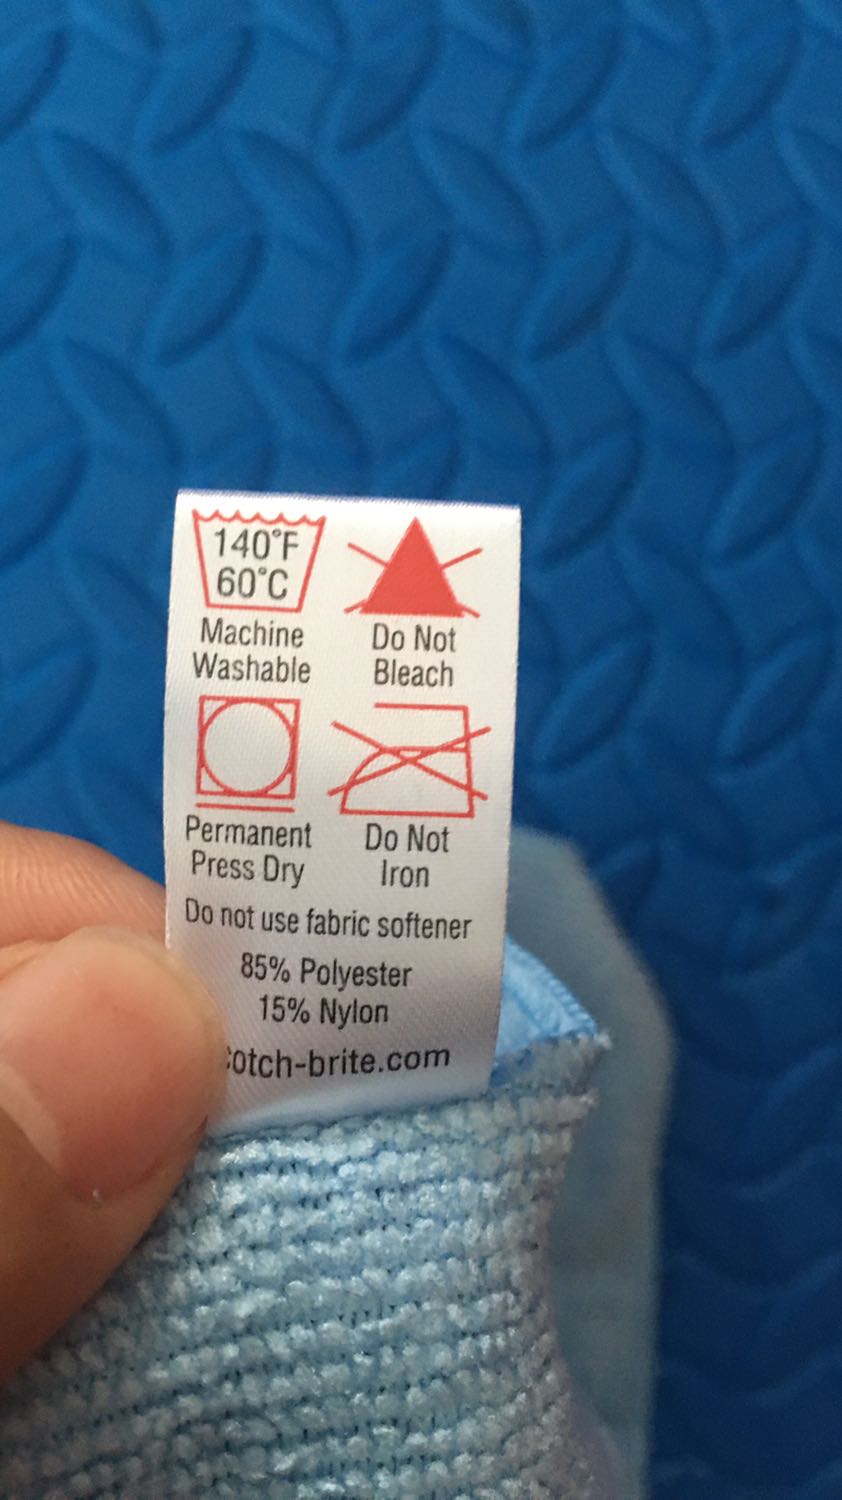 140°F
60°C
Machine
Washable
Do Not
Bleach
Permanent
Press Dry
Do Not
Iron
Do not use fabric softener
85% Polyester
15% Nylon
cotch-brite.com